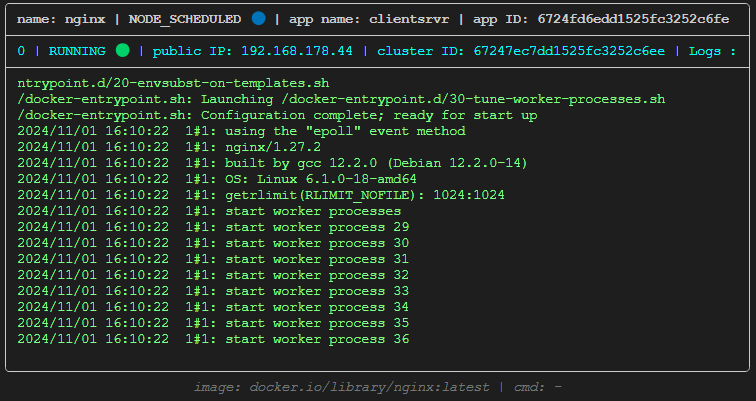 name: nginx | NODE_SCHEDULED 🔵 | app name: clientsrvr | app ID: 6724fd6edd1525fc3252c6fe
0 | RUNNING 🟢 | public IP: 192.168.178.44 | cluster ID: 67247ec7dd1525fc3252c6ee | Logs :
ntrypoint.d/20-envsubst-on-templates.sh
/docker-entrypoint.sh: Launching /docker-entrypoint.d/30-tune-worker-processes.sh
/docker-entrypoint.sh: Configuration complete; ready for start up
2024/11/01 16:10:22  1#1: using the "epoll" event method
2024/11/01 16:10:22  1#1: nginx/1.27.2
2024/11/01 16:10:22  1#1: built by gcc 12.2.0 (Debian 12.2.0-14)
2024/11/01 16:10:22  1#1: OS: Linux 6.1.0-18-amd64
2024/11/01 16:10:22  1#1: getrlimit(RLIMIT_NOFILE): 1024:1024
2024/11/01 16:10:22  1#1: start worker processes
2024/11/01 16:10:22  1#1: start worker process 29
2024/11/01 16:10:22  1#1: start worker process 30
2024/11/01 16:10:22  1#1: start worker process 31
2024/11/01 16:10:22  1#1: start worker process 32
2024/11/01 16:10:22  1#1: start worker process 33
2024/11/01 16:10:22  1#1: start worker process 34
2024/11/01 16:10:22  1#1: start worker process 35
2024/11/01 16:10:22  1#1: start worker process 36
image: docker.io/library/nginx:latest | cmd: -